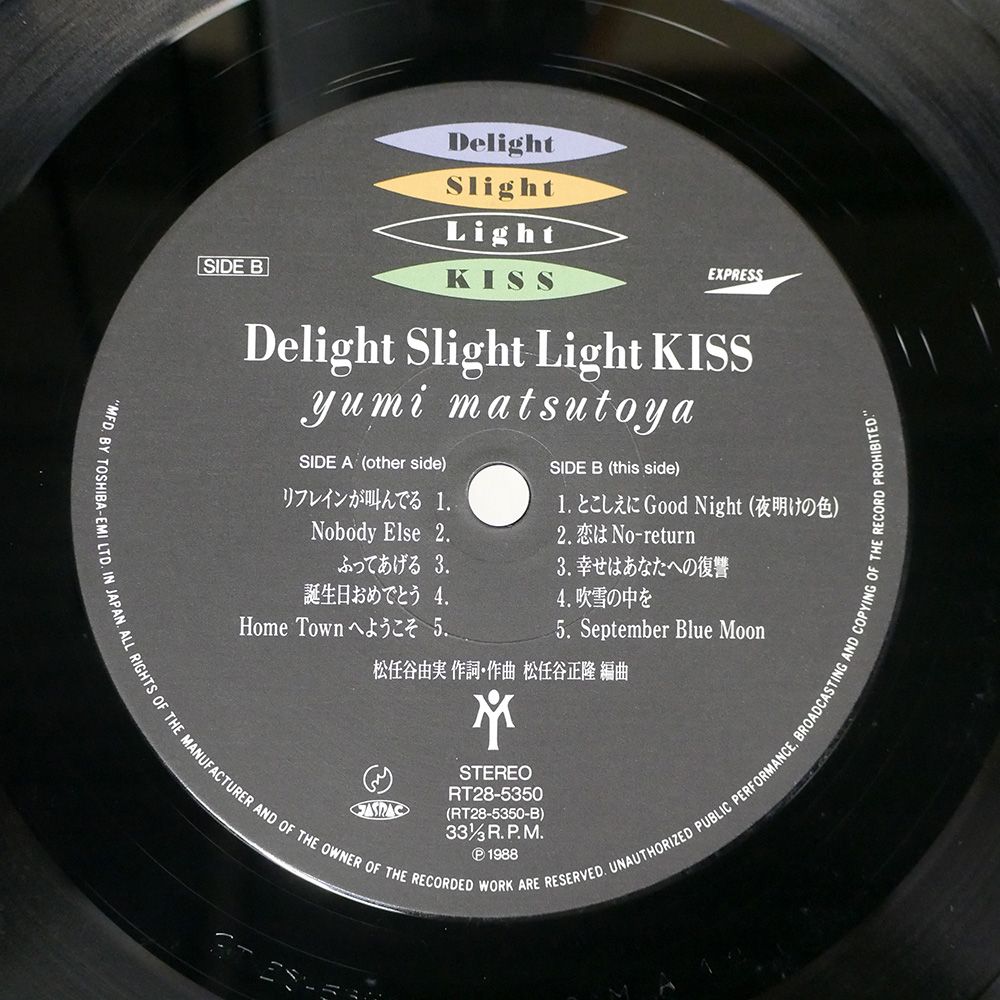 Delight
Slight
Light
KISS
SIDE B
EXPRESS
Delight Slight Light KISS
yumi matsutoya
SIDE A (other side)
リフレインが叫んでる 1.
Nobody Else 2.
ふってあげる 3.
誕生日おめでとう 4.
Home Townへようこそ 5.
SIDE B (this side)
1. とこしえにGood Night (夜明けの色)
2. 恋はNo-return
3. 幸せはあなたへの復讐
4. 吹雪の中を
5. September Blue Moon
松任谷由実 作詞・作曲 松任谷正隆 編曲
JASRAC
STEREO
RT28-5350
(RT28-5350-B)
33⅓ R.P.M.
Ⓟ 1988
"MFD. BY TOSHIBA-EMI LTD. IN JAPAN. ALL RIGHTS OF THE MANUFACTURER AND OF THE OWNER OF THE RECORDED WORK ARE RESERVED. UNAUTHORIZED PUBLIC PERFORMANCE, BROADCASTING AND COPYING OF THE RECORD PROHIBITED."